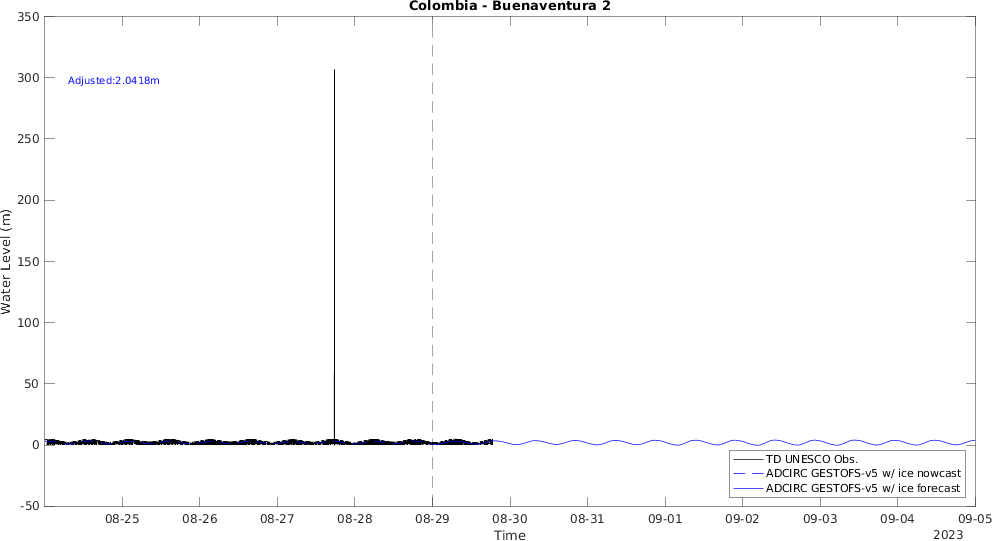 Colombia - Buenaventura 2
350
300
250
200
150
100
50
0
-50
Water Level (m)
Adjusted:2.0418m
TD UNESCO Obs.
ADCIRC GESTOFS-v5 w/ ice nowcast
ADCIRC GESTOFS-v5 w/ ice forecast
08-25 08-26 08-27 08-28 08-29 08-30 08-31 09-01 09-02 09-03 09-04 09-05
Time
2023